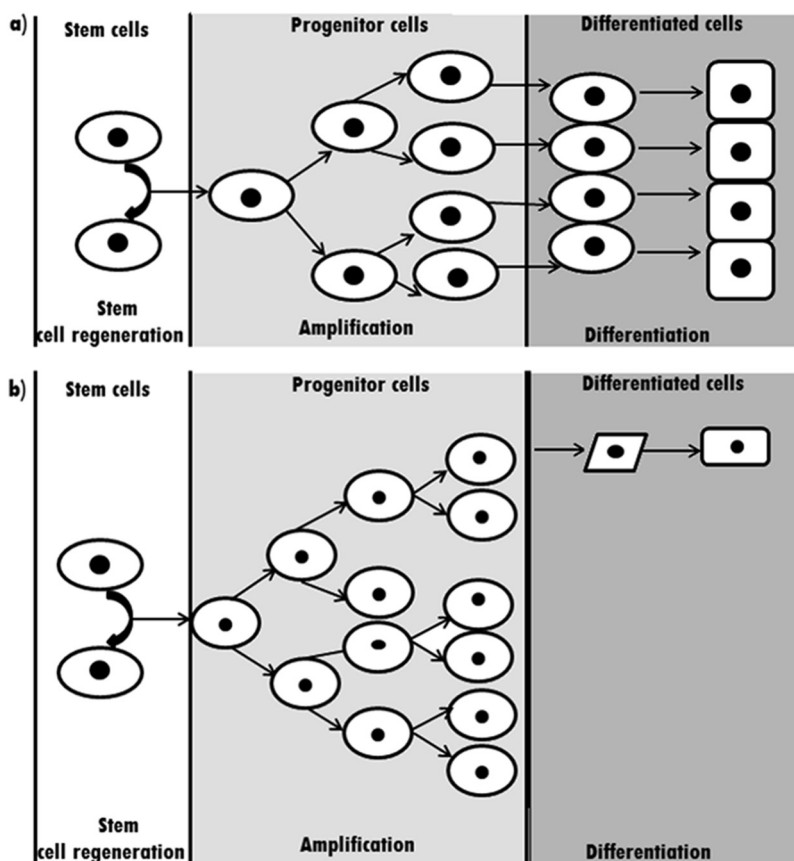 a)
Stem cells
Progenitor cells
Differentiated cells
Stem
cell regeneration
Amplification
Differentiation
b)
Stem cells
Progenitor cells
Differentiated cells
Stem
cell regeneration
Amplification
Differentiation